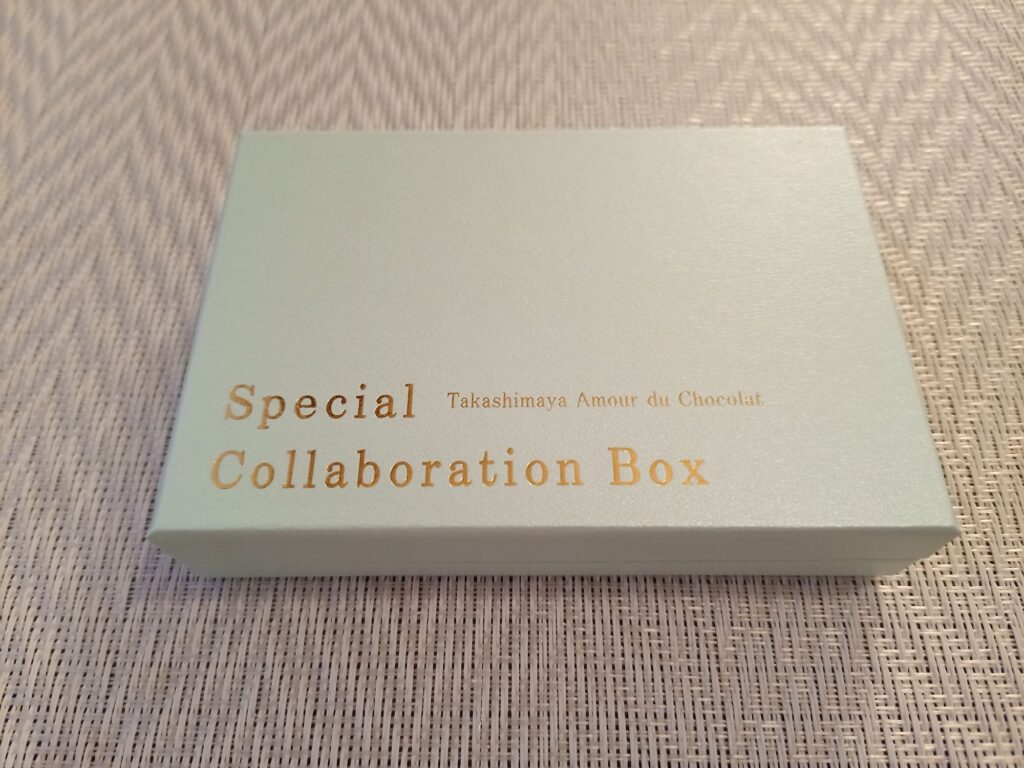 Special Takashimaya Amour du Chocolat.
Collaboration Box